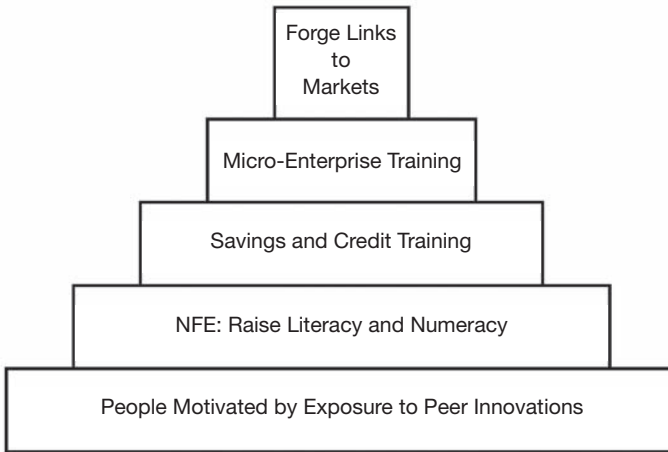 Forge Links
to
Markets
Micro-Enterprise Training
Savings and Credit Training
NFE: Raise Literacy and Numeracy
People Motivated by Exposure to Peer Innovations